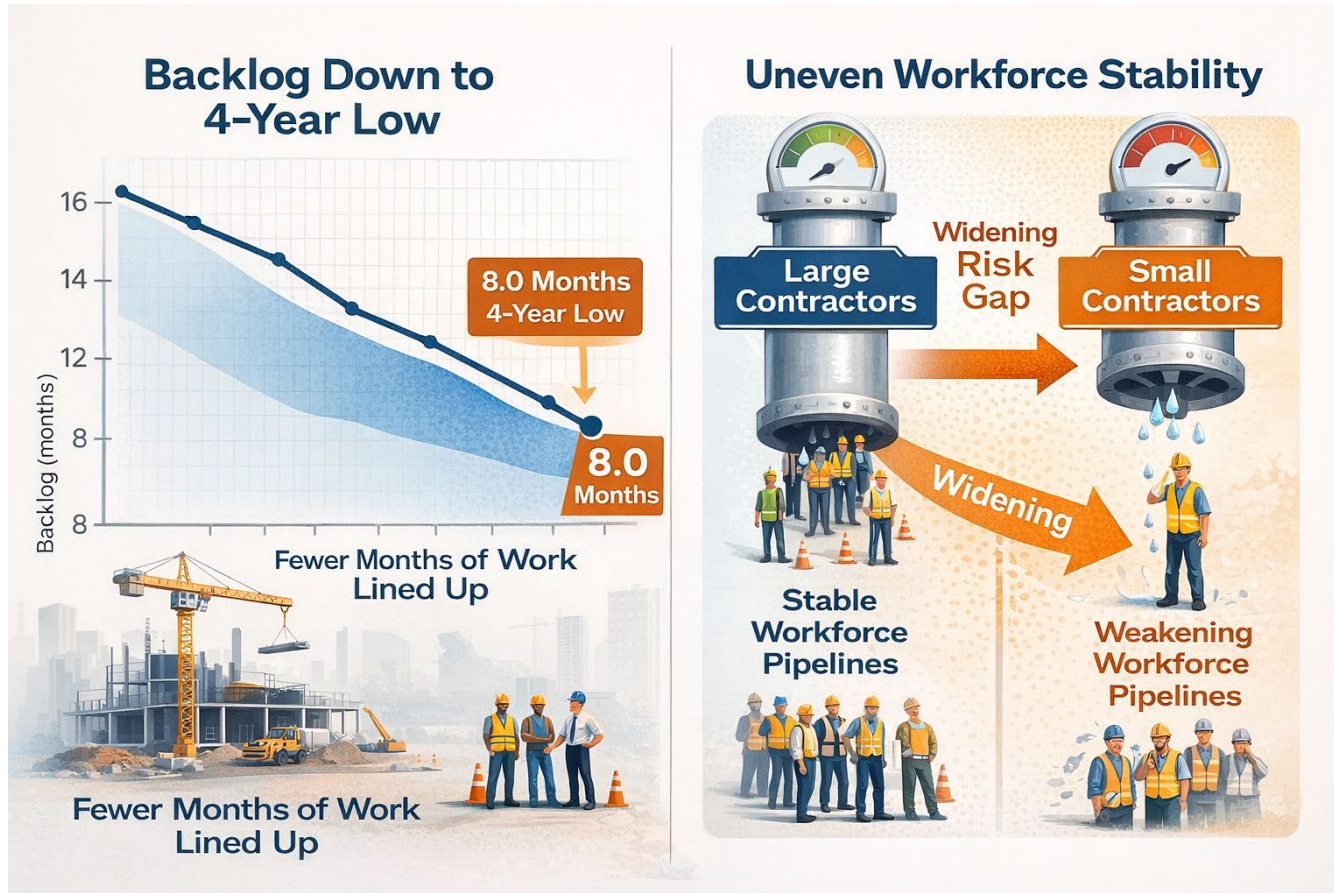 Backlog Down to
4-Year Low
16
14
12
8
8
Backlog (months)
8.0 Months
4-Year Low
8.0
Months
Fewer Months of Work
Lined Up
Fewer Months of Work
Lined Up
Uneven Workforce Stability
Large
Contractors
Widening
Risk
Gap
Small
Contractors
Widening
Stable
Workforce
Pipelines
Weakening
Workforce
Pipelines